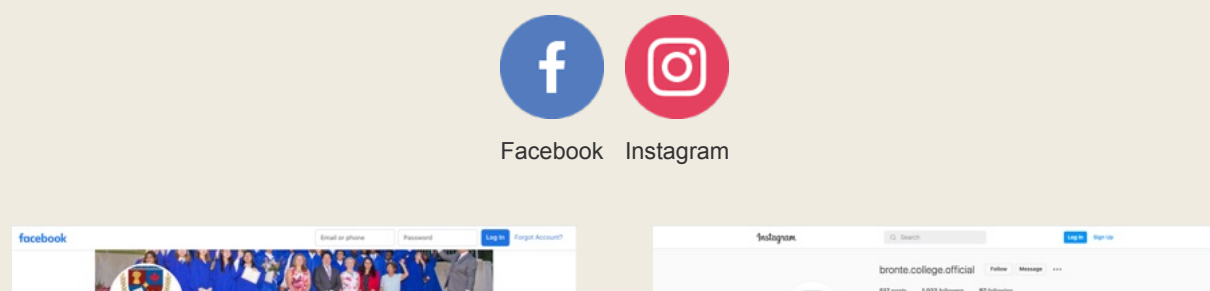 Facebook Instagram
facebook
Email or phone Password Log In Forgot Account?
Instagram
Search
Log In Sign Up
bronte.college.official Follow Message